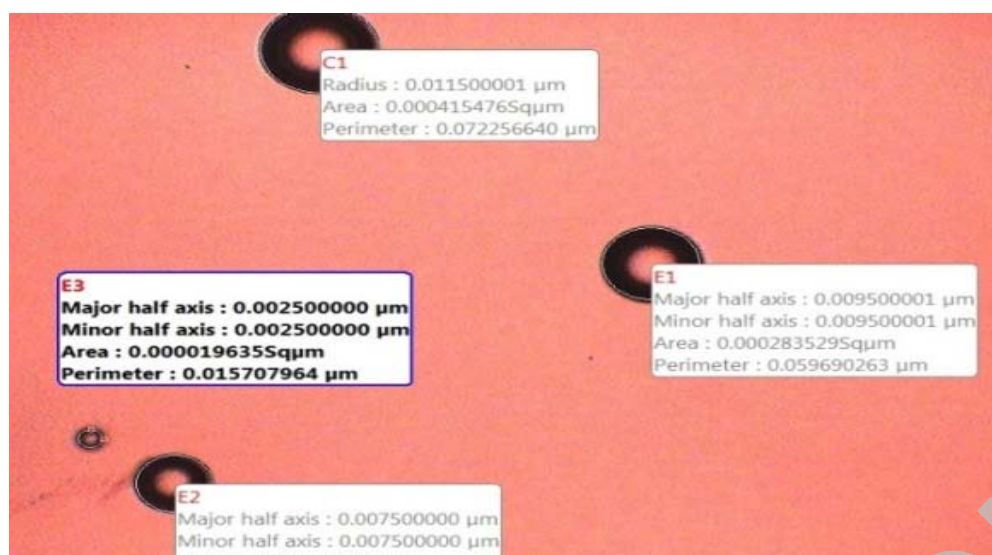 C1
Radius : 0.011500001 µm
Area : 0.000415476Sqµm
Perimeter : 0.072256640 µm
E1
Major half axis : 0.009500001 µm
Minor half axis : 0.009500001 µm
Area : 0.000283529Sqµm
Perimeter : 0.059690263 µm
E3
Major half axis : 0.002500000 µm
Minor half axis : 0.002500000 µm
Area : 0.000019635Sqµm
Perimeter : 0.015707964 µm
E2
Major half axis : 0.007500000 µm
Minor half axis : 0.007500000 µm